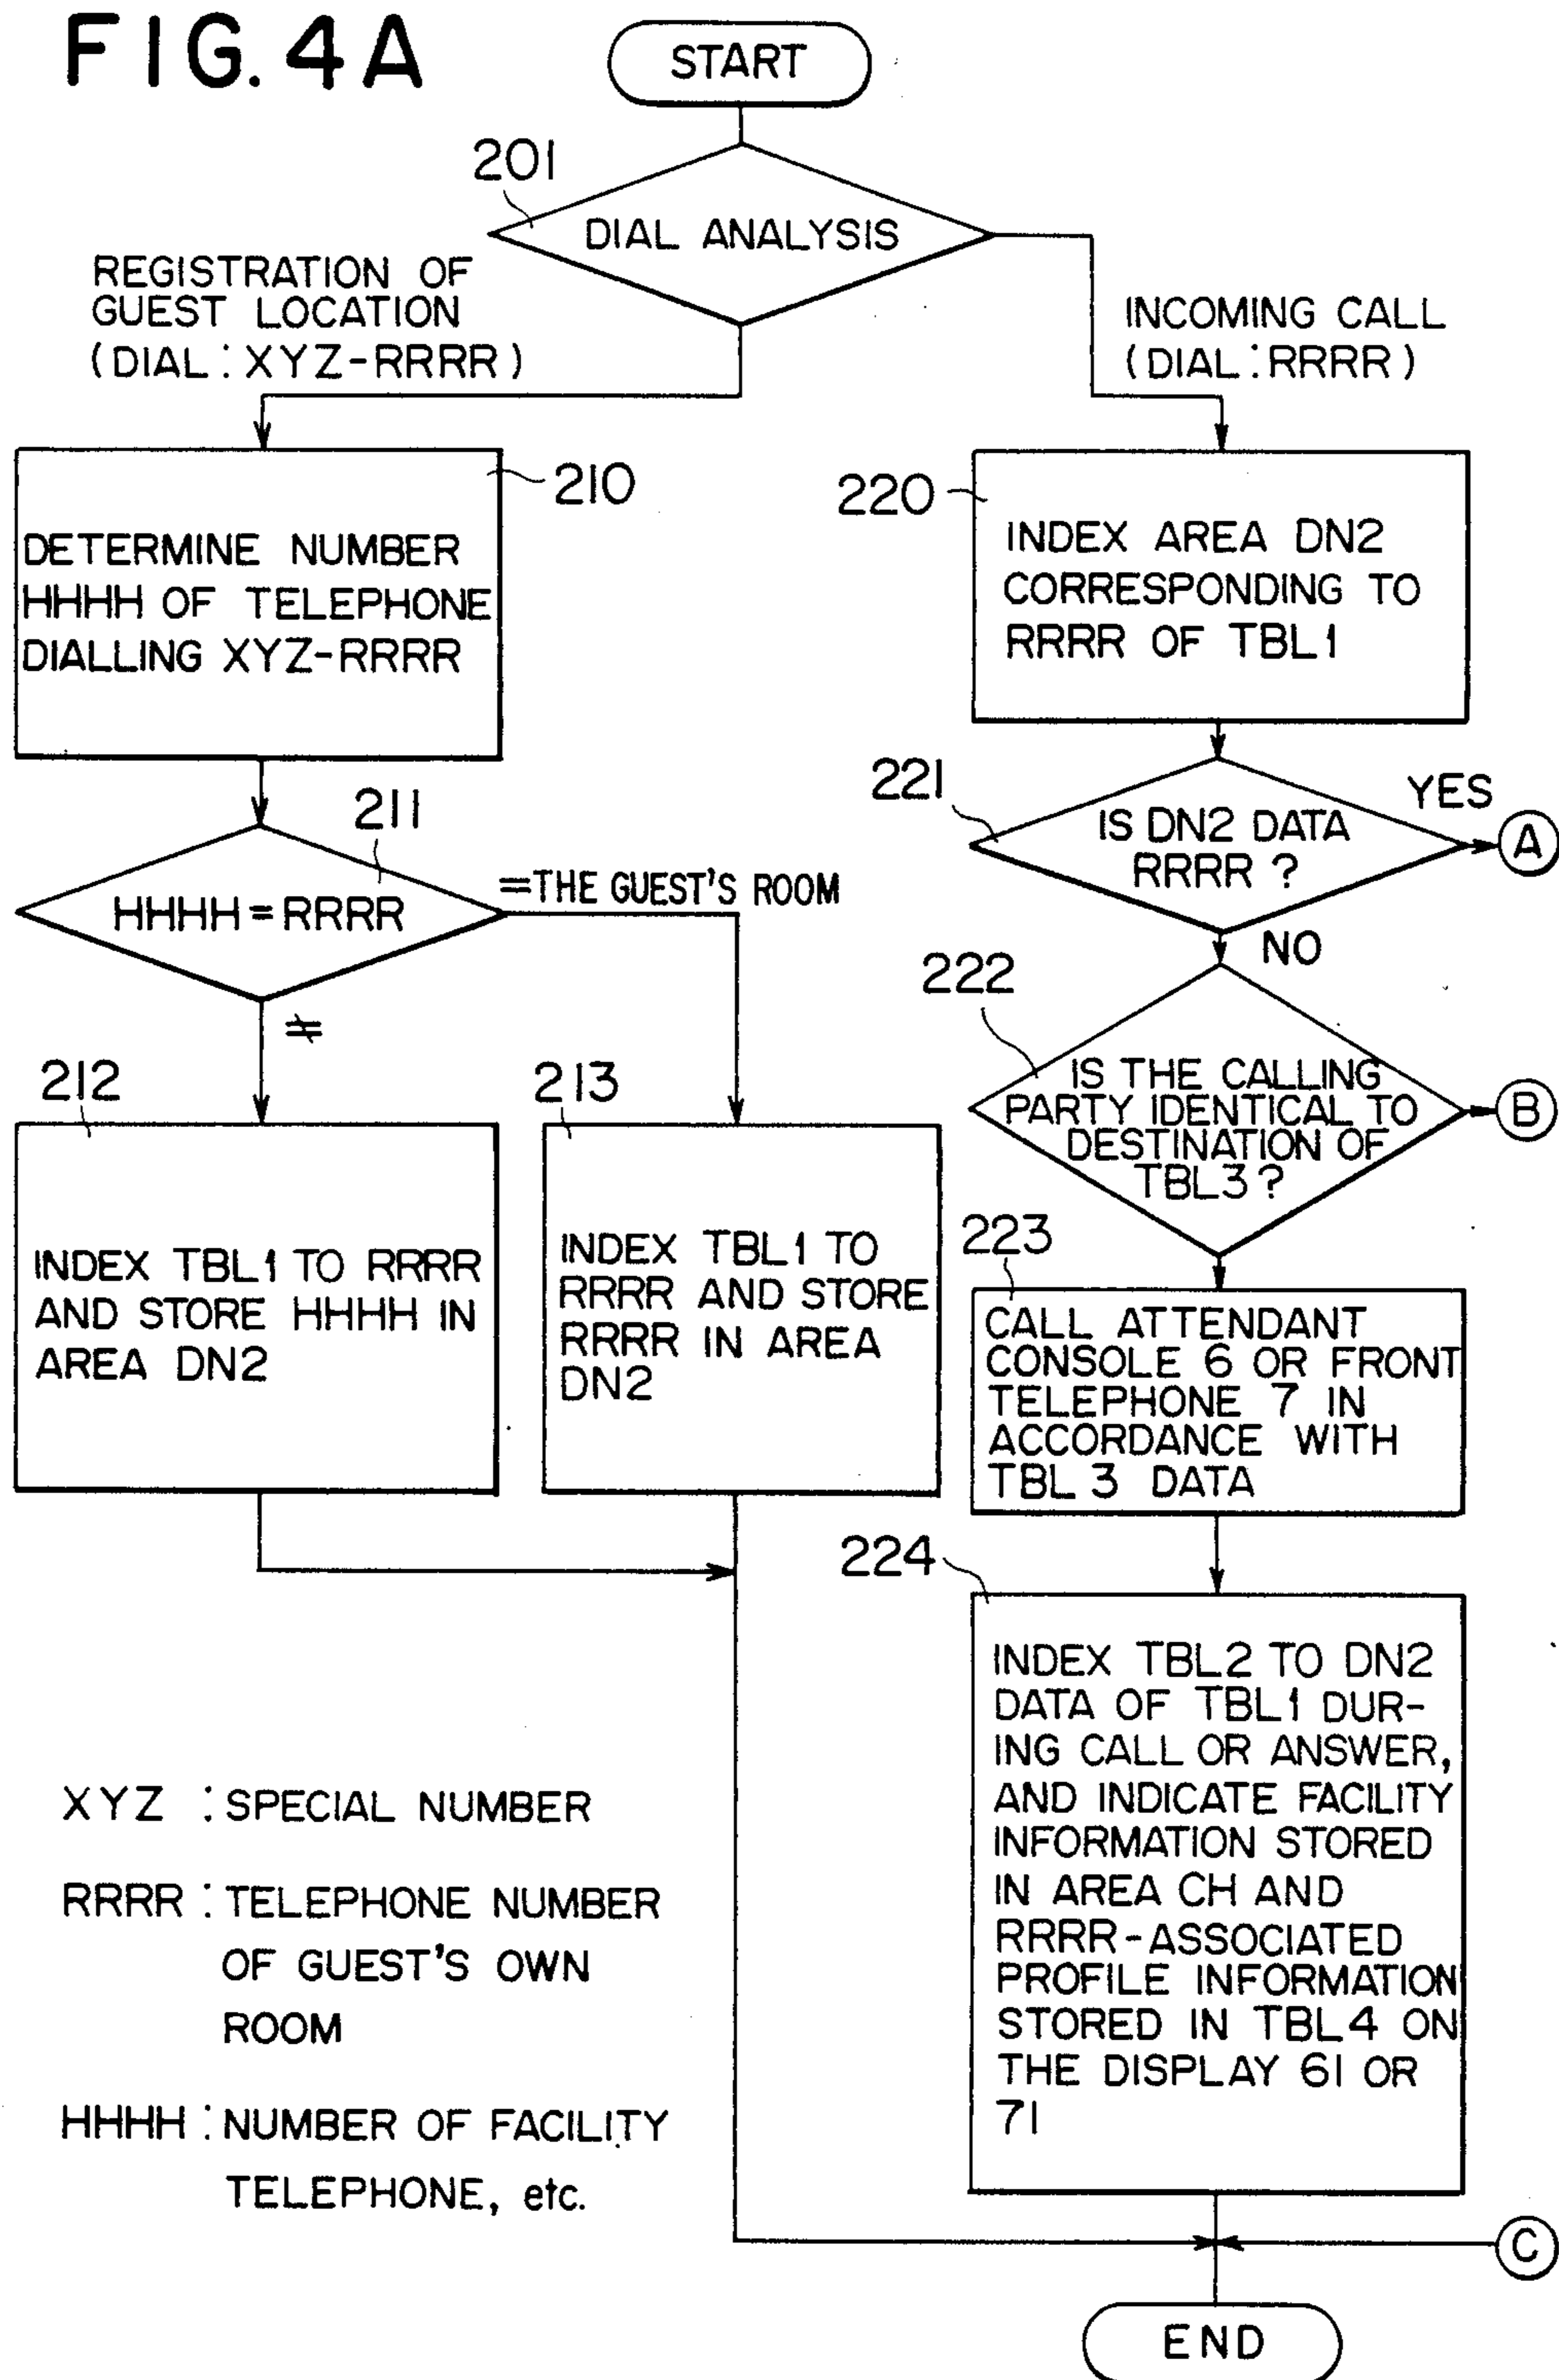 FIG. 4A
START
201
DIAL ANALYSIS
REGISTRATION OF
GUEST LOCATION
(DIAL : XYZ-RRRR)
INCOMING CALL
(DIAL : RRRR)
210
DETERMINE NUMBER
HHHH OF TELEPHONE
DIALLING XYZ-RRRR
220
INDEX AREA DN2
CORRESPONDING TO
RRRR OF TBL1
211
HHHH = RRRR
=THE GUEST'S ROOM
≠
221
IS DN2 DATA
RRRR ?
YES
A
NO
222
IS THE CALLING
PARTY IDENTICAL TO
DESTINATION OF
TBL3 ?
B
212
INDEX TBL1 TO RRRR
AND STORE HHHH IN
AREA DN2
213
INDEX TBL1 TO
RRRR AND STORE
RRRR IN AREA
DN2
223
CALL ATTENDANT
CONSOLE 6 OR FRONT
TELEPHONE 7 IN
ACCORDANCE WITH
TBL 3 DATA
224
INDEX TBL2 TO DN2
DATA OF TBL1 DUR-
ING CALL OR ANSWER,
AND INDICATE FACILITY
INFORMATION STORED
IN AREA CH AND
RRRR-ASSOCIATED
PROFILE INFORMATION
STORED IN TBL4 ON
THE DISPLAY 61 OR
71
XYZ : SPECIAL NUMBER
RRRR : TELEPHONE NUMBER
OF GUEST'S OWN
ROOM
HHHH : NUMBER OF FACILITY
TELEPHONE, etc.
C
END